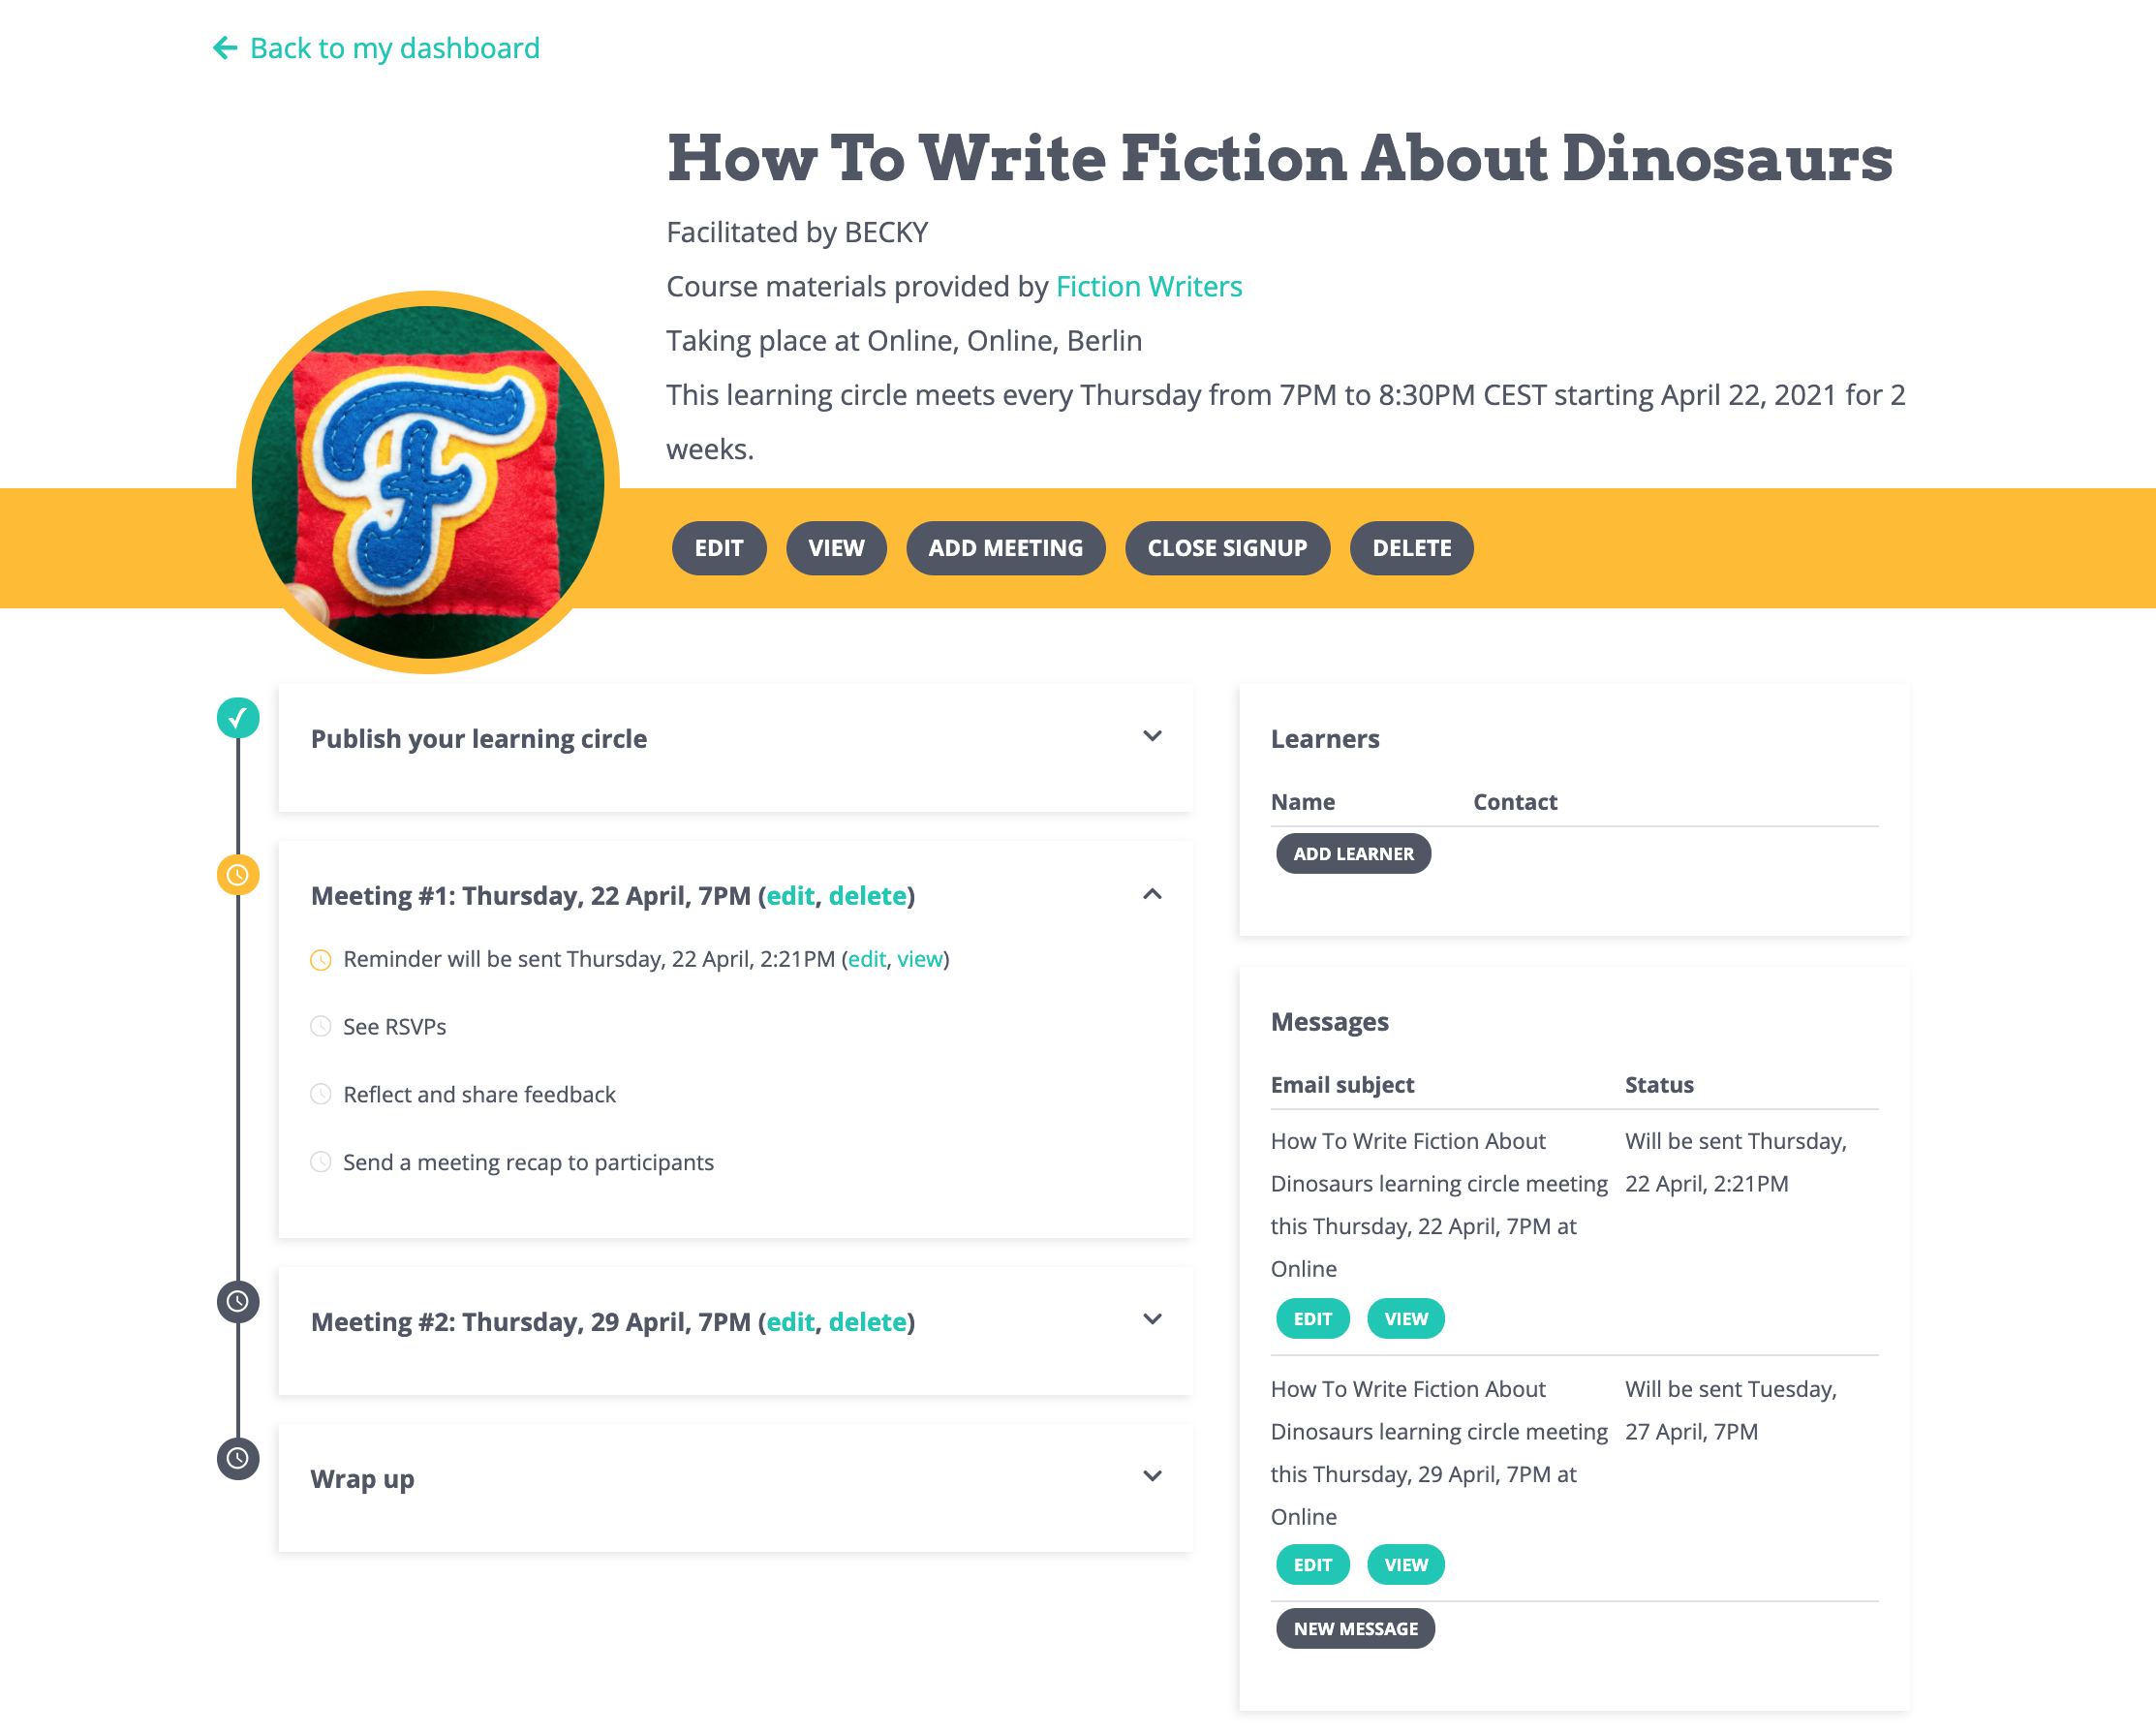 Back to my dashboard
How To Write Fiction About Dinosaurs
Facilitated by BECKY
Course materials provided by Fiction Writers
Taking place at Online, Online, Berlin
This learning circle meets every Thursday from 7PM to 8:30PM CEST starting April 22, 2021 for 2
weeks.
F
EDIT
VIEW
ADD MEETING
CLOSE SIGNUP
DELETE
Publish your learning circle
Meeting #1: Thursday, 22 April, 7PM (edit, delete)
Reminder will be sent Thursday, 22 April, 2:21PM (edit, view)
See RSVPs
Reflect and share feedback
Send a meeting recap to participants
Meeting #2: Thursday, 29 April, 7PM (edit, delete)
Wrap up
Learners
Name Contact
ADD LEARNER
Messages
Email subject Status
How To Write Fiction About Will be sent Thursday,
Dinosaurs learning circle meeting 22 April, 2:21PM
this Thursday, 22 April, 7PM at
Online
EDIT VIEW
How To Write Fiction About Will be sent Tuesday,
Dinosaurs learning circle meeting 27 April, 7PM
this Thursday, 29 April, 7PM at
Online
EDIT VIEW
NEW MESSAGE